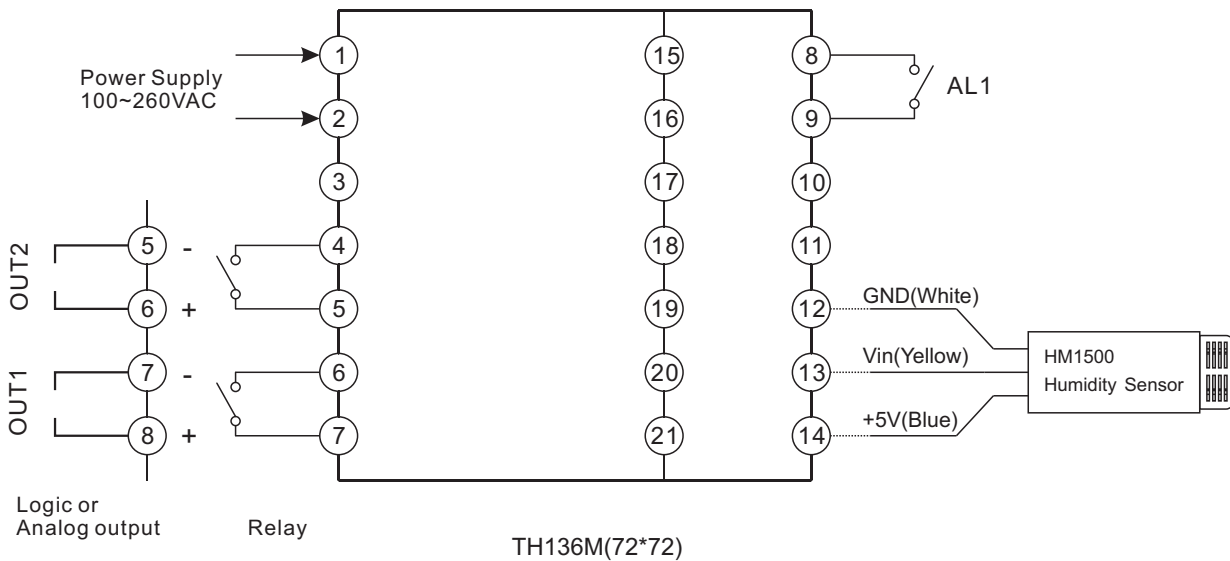 1 15 8
Power Supply
100~260VAC
AL1
2 16 9
3 17 10
OUT2
5 - 4 18 11
6 + 5 19 12 GND(White)
OUT1
7 - 6 20 13 Vin(Yellow)
8 + 7 21 14 +5V(Blue)
HM1500
Humidity Sensor
Logic or
Analog output
Relay
TH136M(72*72)